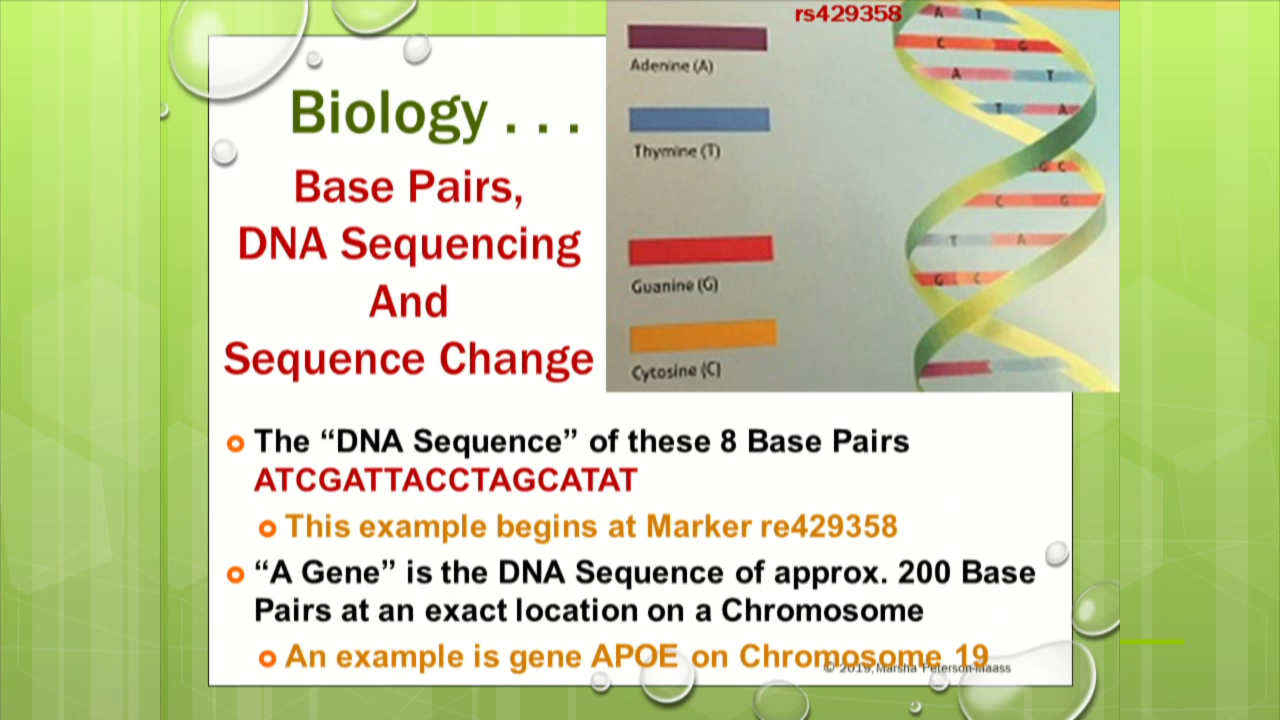 Biology . . .
Base Pairs,
DNA Sequencing
And
Sequence Change
rs429358
Adenine (A)
Thymine (T)
Guanine (G)
Cytosine (C)
A T
C G
A T
T A
G C
C G
T A
G C
The “DNA Sequence” of these 8 Base Pairs
ATCGATTACCTAGCATAT
This example begins at Marker re429358
“A Gene” is the DNA Sequence of approx. 200 Base
Pairs at an exact location on a Chromosome
An example is gene APOE on Chromosome 19
© 2019, Marsha Peterson-Maass